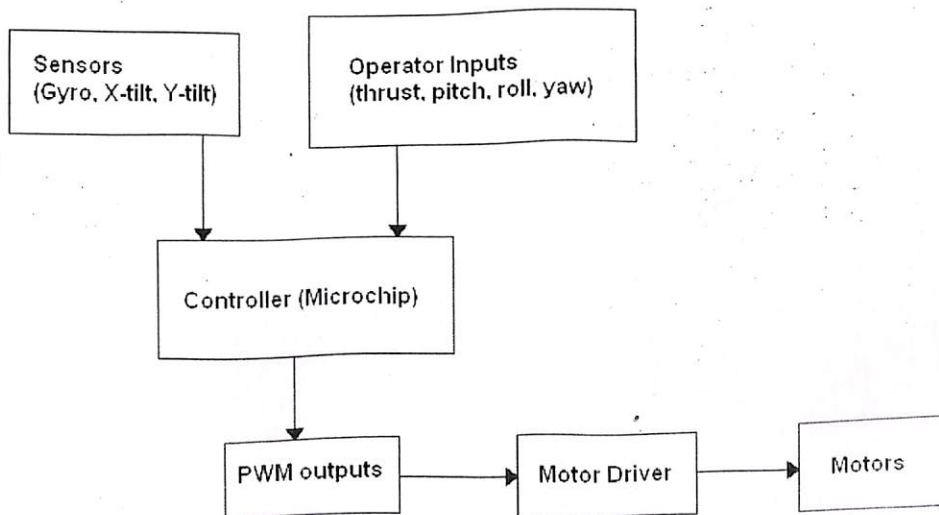 Sensors
(Gyro, X-tilt, Y-tilt)
Operator Inputs
(thrust, pitch, roll, yaw)
Controller (Microchip)
PWM outputs
Motor Driver
Motors